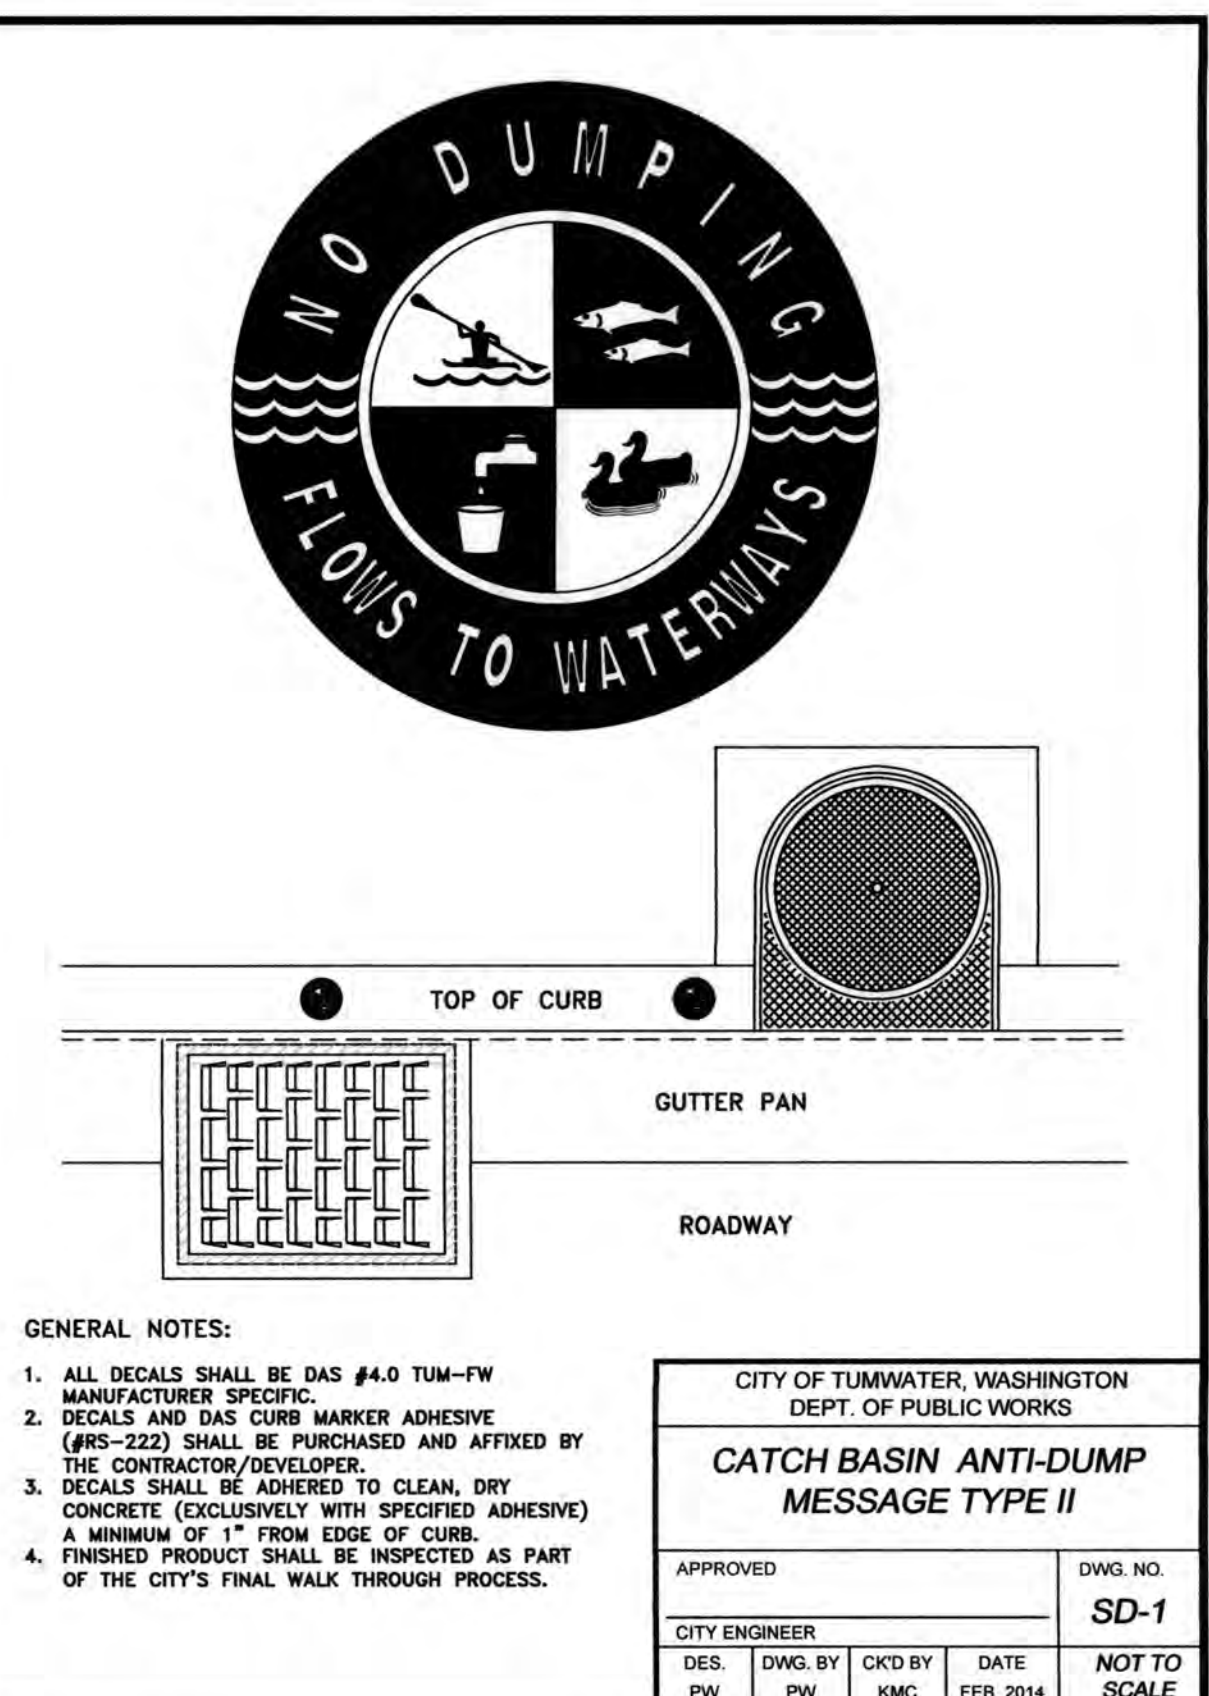 NO DUMPING
FLOWS TO WATERWAYS
TOP OF CURB
GUTTER PAN
ROADWAY
GENERAL NOTES:
1. ALL DECALS SHALL BE DAS #4.0 TUM-FW
MANUFACTURER SPECIFIC.
2. DECALS AND DAS CURB MARKER ADHESIVE
(#RS-222) SHALL BE PURCHASED AND AFFIXED BY
THE CONTRACTOR/DEVELOPER.
3. DECALS SHALL BE ADHERED TO CLEAN, DRY
CONCRETE (EXCLUSIVELY WITH SPECIFIED ADHESIVE)
A MINIMUM OF 1" FROM EDGE OF CURB.
4. FINISHED PRODUCT SHALL BE INSPECTED AS PART
OF THE CITY'S FINAL WALK THROUGH PROCESS.
CITY OF TUMWATER, WASHINGTON
DEPT. OF PUBLIC WORKS
CATCH BASIN ANTI-DUMP
MESSAGE TYPE II
APPROVED
CITY ENGINEER
DWG. NO.
SD-1
DES.
PW
DWG. BY
PW
CK'D BY
KMC
DATE
FEB. 2014
NOT TO
SCALE